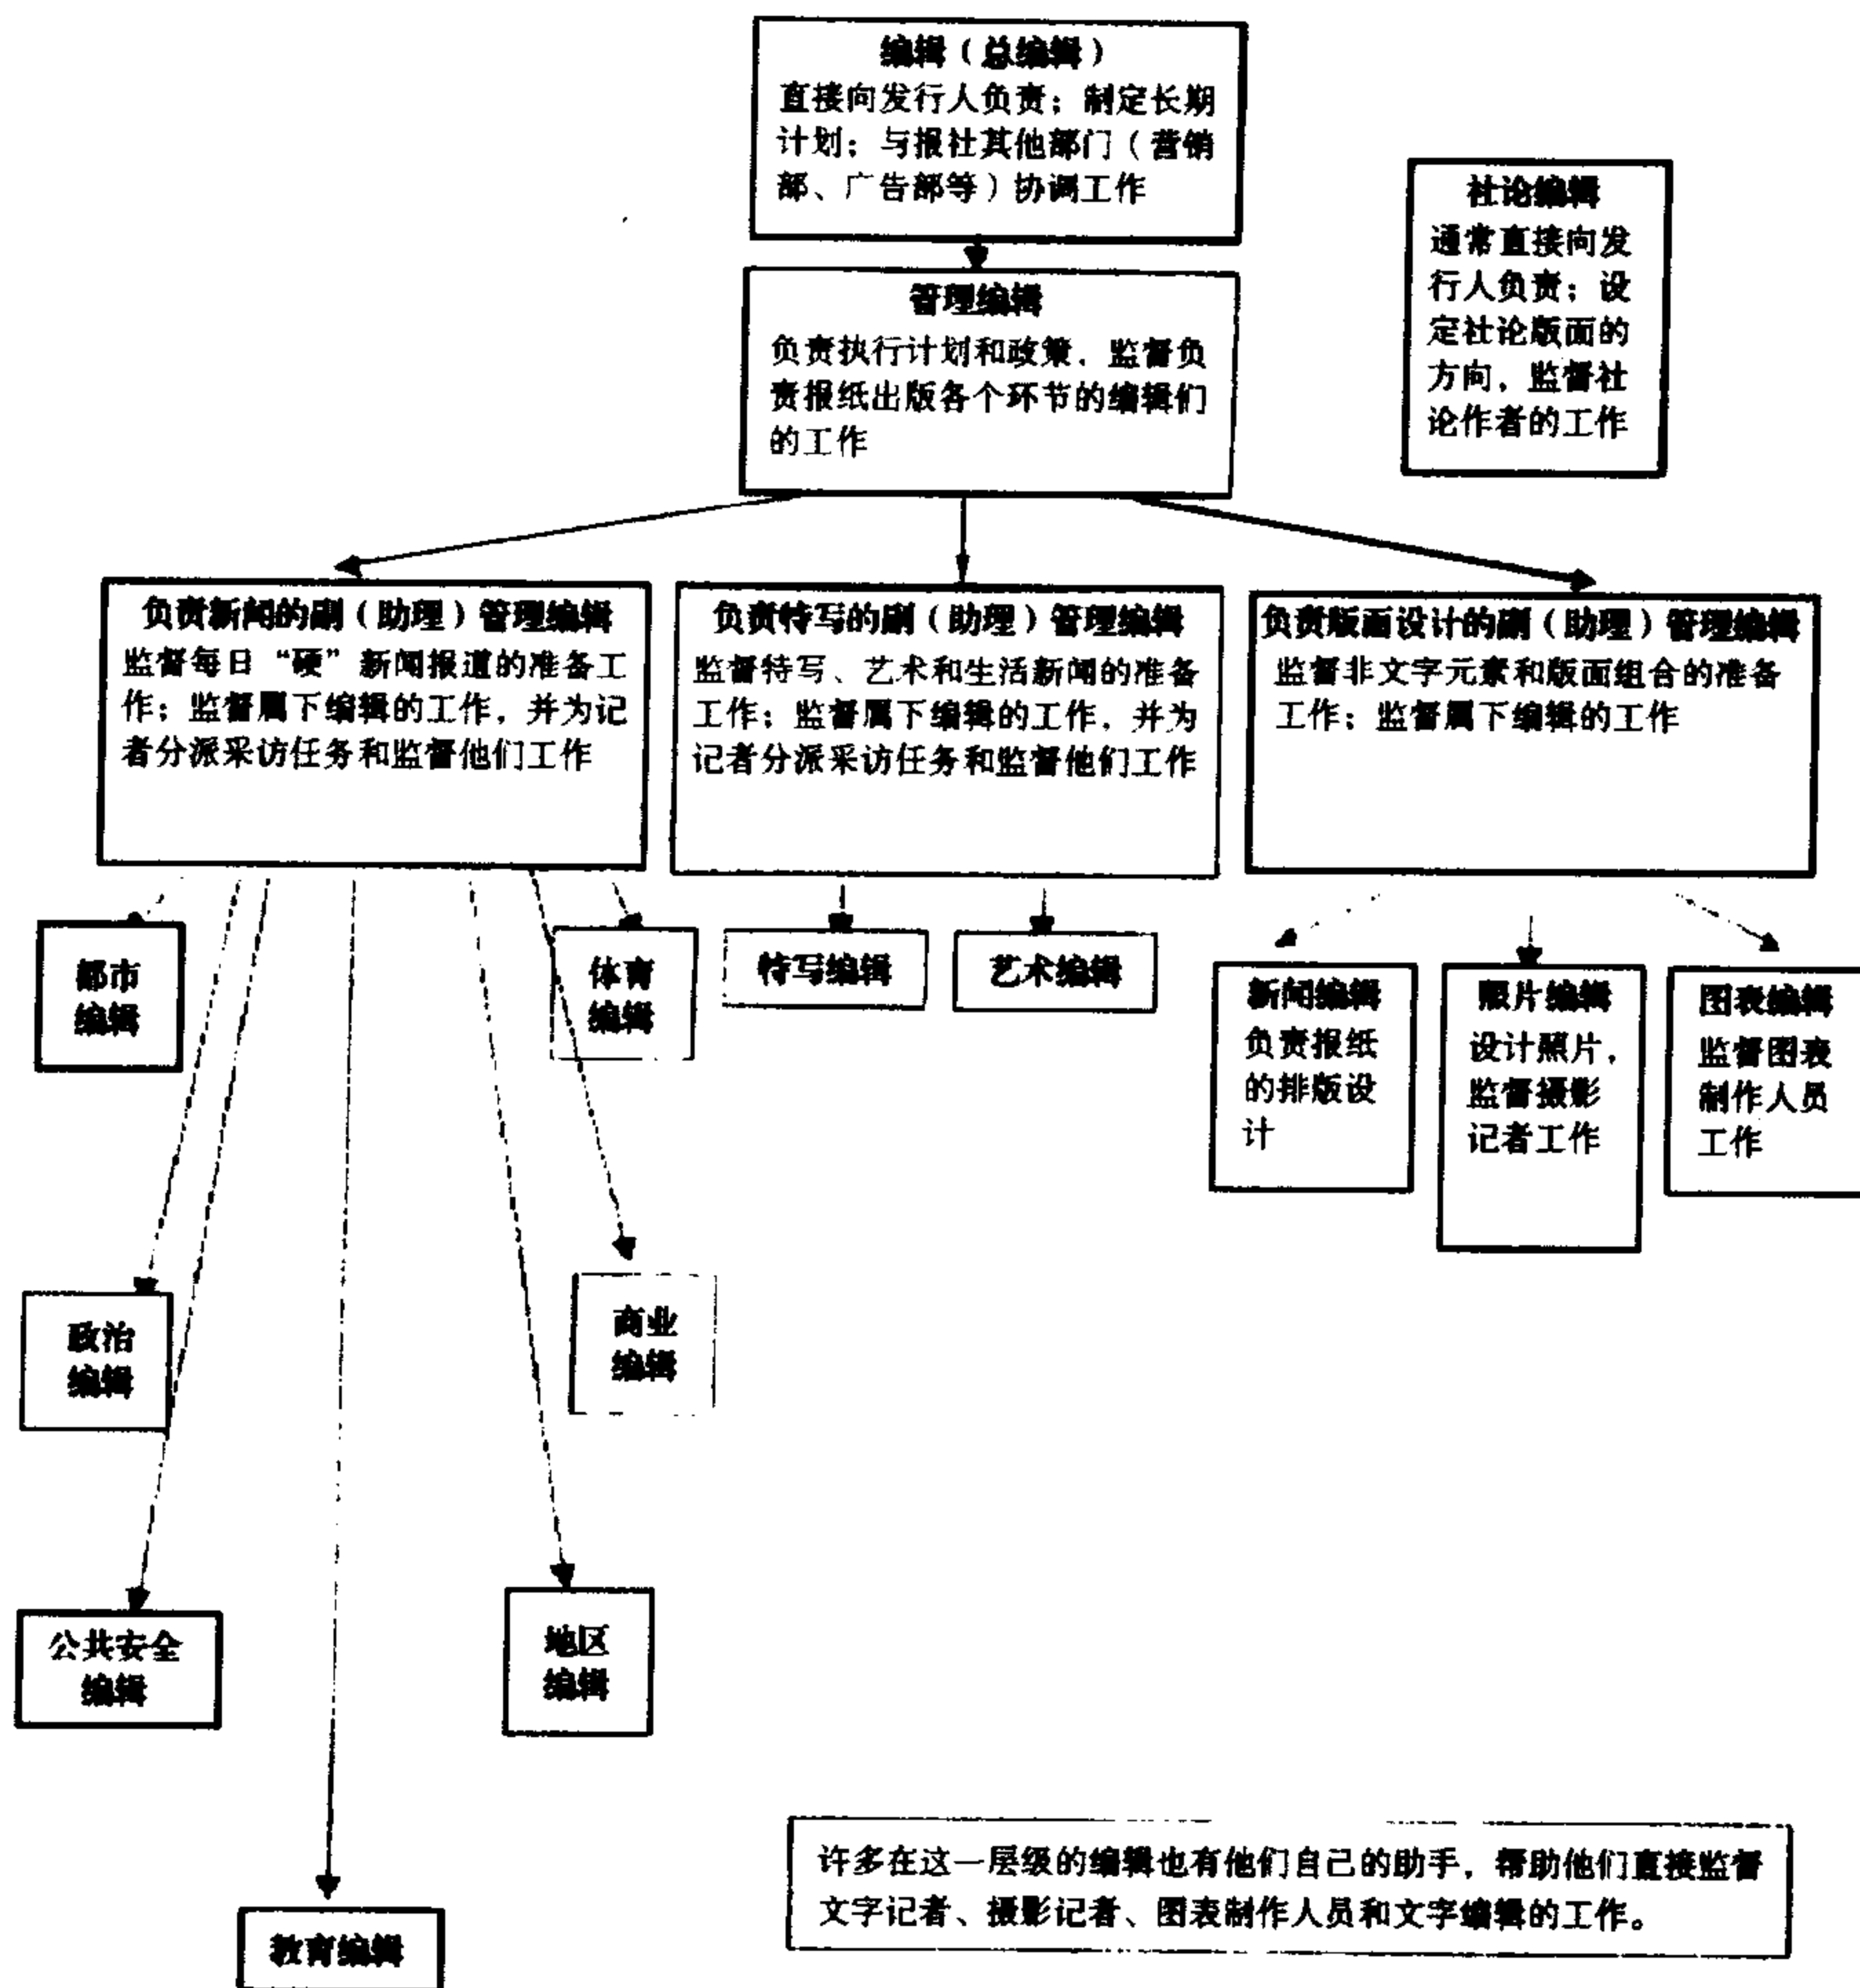 编辑（总编辑）
直接向发行人负责；制定长期
计划；与报社其他部门（营销
部、广告部等）协调工作
社论编辑
通常直接向发
行人负责；设
定社论版面的
方向，监督社
论作者的工作
管理编辑
负责执行计划和政策，监督负
责报纸出版各个环节的编辑们
的工作
负责新闻的副（助理）管理编辑
监督每日“硬”新闻报道的准备工
作；监督属下编辑的工作，并为记
者分派采访任务和监督他们工作
负责特写的副（助理）管理编辑
监督特写、艺术和生活新闻的准备
工作；监督属下编辑的工作，并为
记者分派采访任务和监督他们工作
负责版面设计的副（助理）管理编辑
监督非文字元素和版面组合的准备
工作；监督属下编辑的工作
都市
编辑
体育
编辑
特写编辑
艺术编辑
新闻编辑
负责报纸
的排版设
计
照片编辑
设计照片，
监督摄影
记者工作
图表编辑
监督图表
制作人员
工作
政治
编辑
商业
编辑
公共安全
编辑
地区
编辑
教育编辑
许多在这一层级的编辑也有他们自己的助手，帮助他们直接监督
文字记者、摄影记者、图表制作人员和文字编辑的工作。